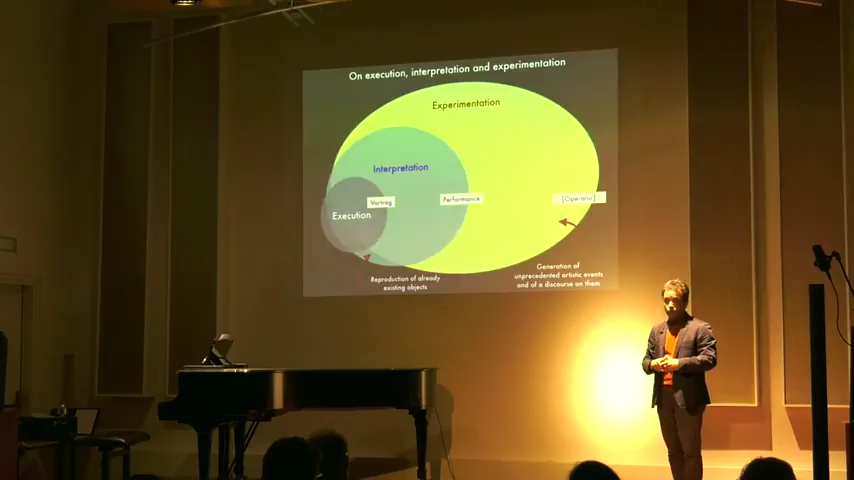 On execution, interpretation and experimentation
Experimentation
Interpretation
Vortrag
Performance
[Operator]
Execution
Reproduction of already
existing objects
Generation of
unprecedented artistic events
and of a discourse on them